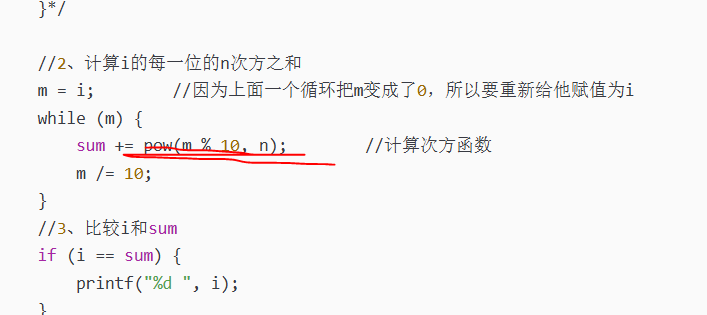 }*/
//2、计算i的每一位的n次方之和
m = i;        //因为上面一个循环把m变成了0，所以要重新给他赋值为i
while (m) {
    sum += pow(m % 10, n);        //计算次方函数
    m /= 10;
}
//3、比较i和sum
if (i == sum) {
    printf("%d ", i);
}